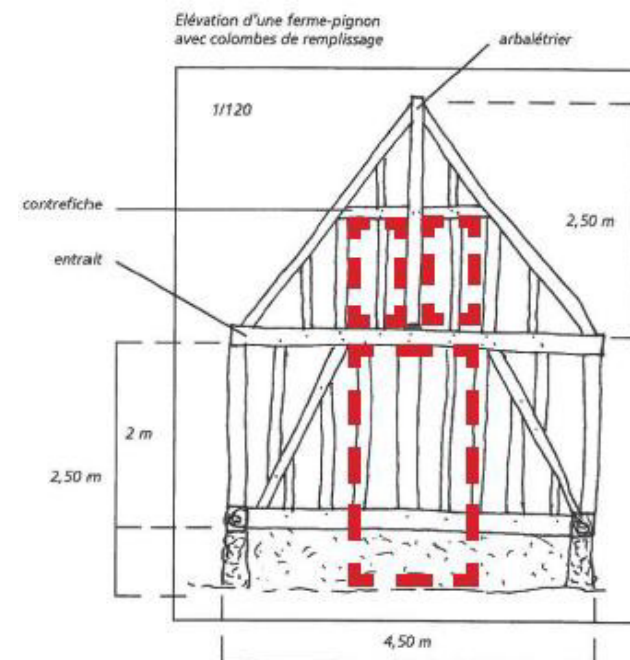 Elévation d'une ferme-pignon
avec colombes de remplissage
arbalétrier
1/120
contrefiche
2,50 m
entrait
2 m
2,50 m
4,50 m